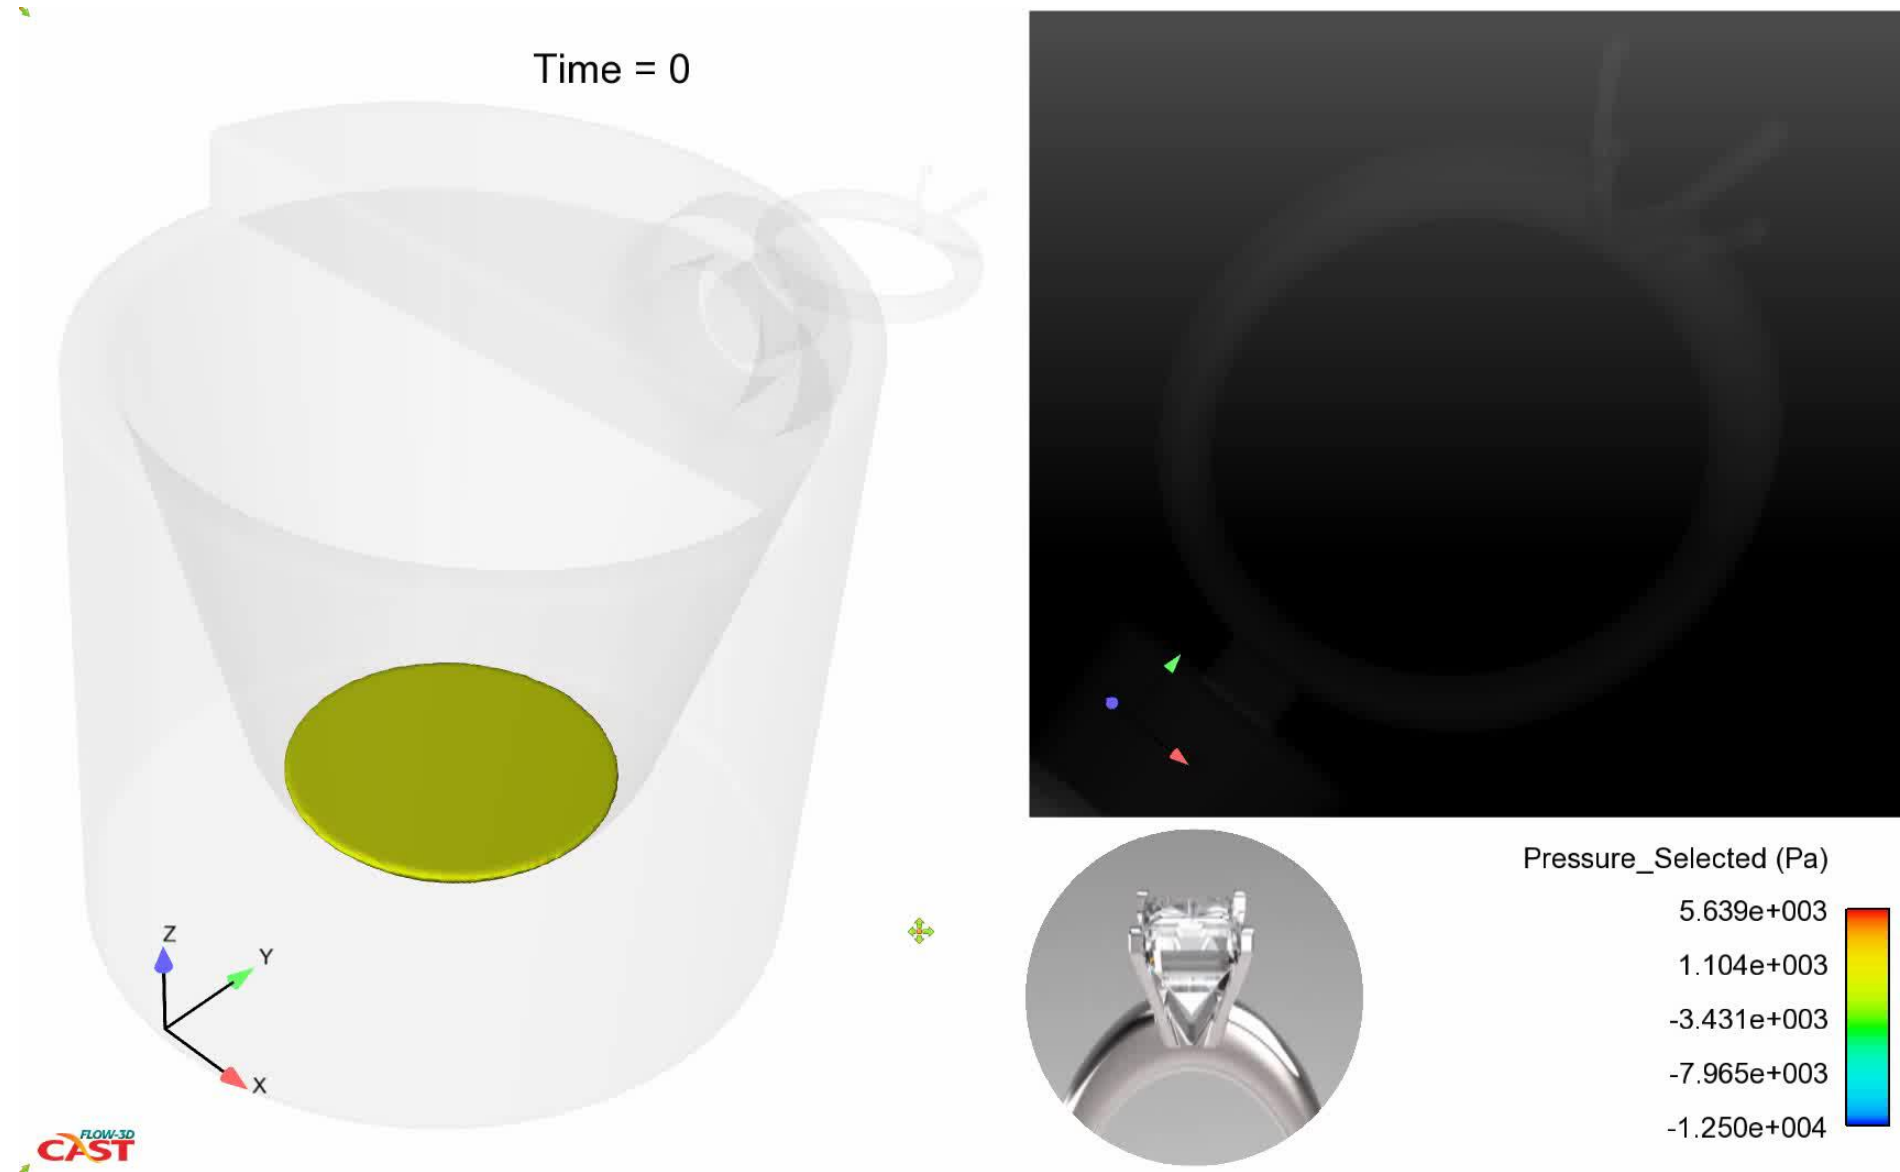 Time = 0
Z
Y
X
FLOW-3D
CAST
Pressure_Selected (Pa)
5.639e+003
1.104e+003
-3.431e+003
-7.965e+003
-1.250e+004